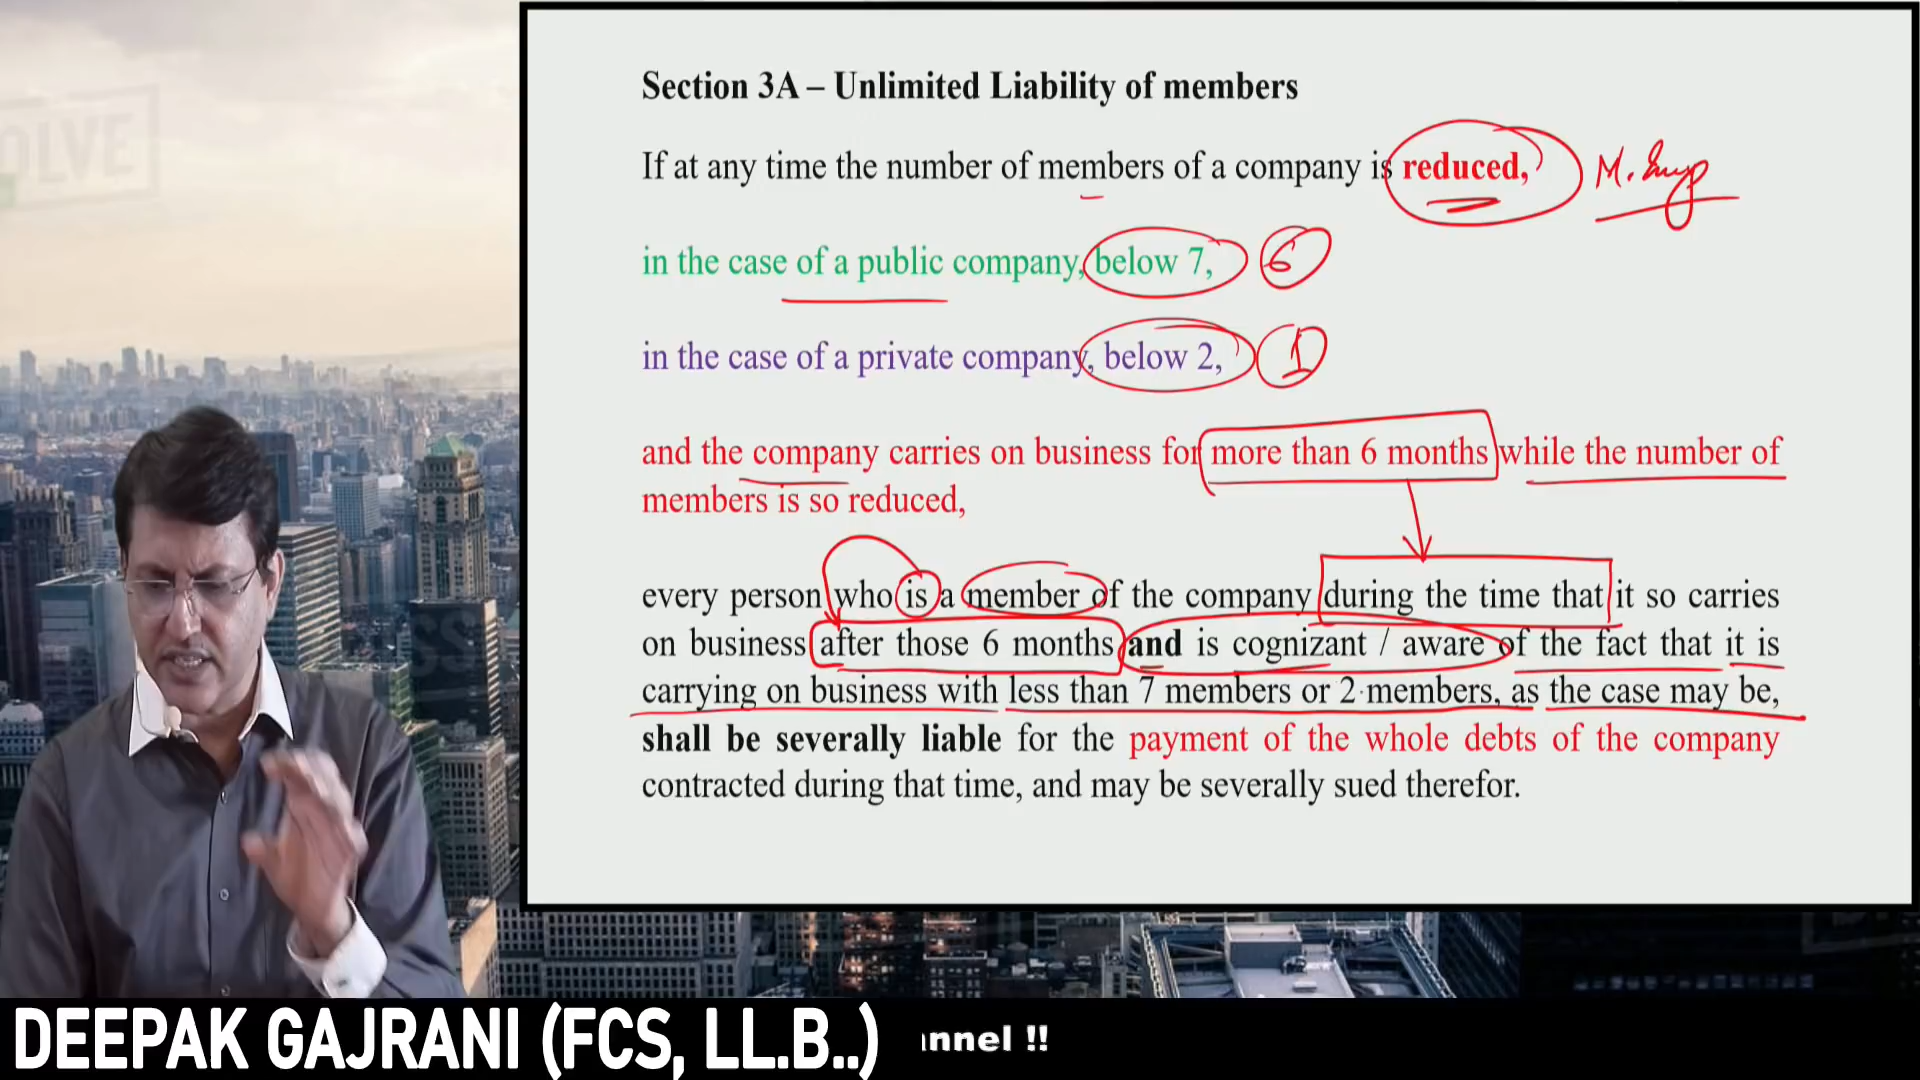 OLVE
Section 3A – Unlimited Liability of members
If at any time the number of members of a company is reduced,
in the case of a public company, below 7, 6
in the case of a private company, below 2, 1
and the company carries on business for more than 6 months while the number of
members is so reduced,
every person who is a member of the company during the time that it so carries
on business after those 6 months and is cognizant / aware of the fact that it is
carrying on business with less than 7 members or 2 members, as the case may be,
shall be severally liable for the payment of the whole debts of the company
contracted during that time, and may be severally sued therefor.
DEEPAK GAJRANI (FCS, LL.B..)
annel !!